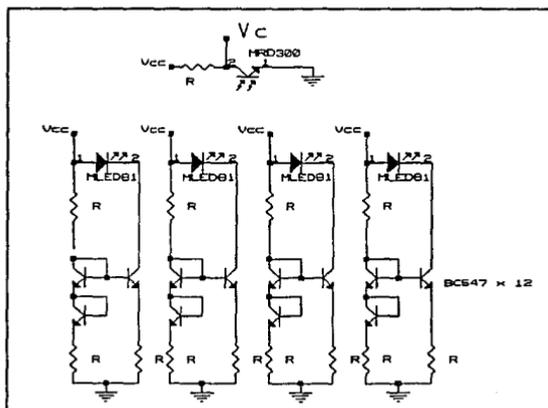 Vc
MRD300
Vcc 2 1
R
Vcc Vcc Vcc Vcc
1 2 1 2 1 2 1 2
MLED81 MLED81 MLED81 MLED81
R R R R
BC547 x 12
R R R R R R R R